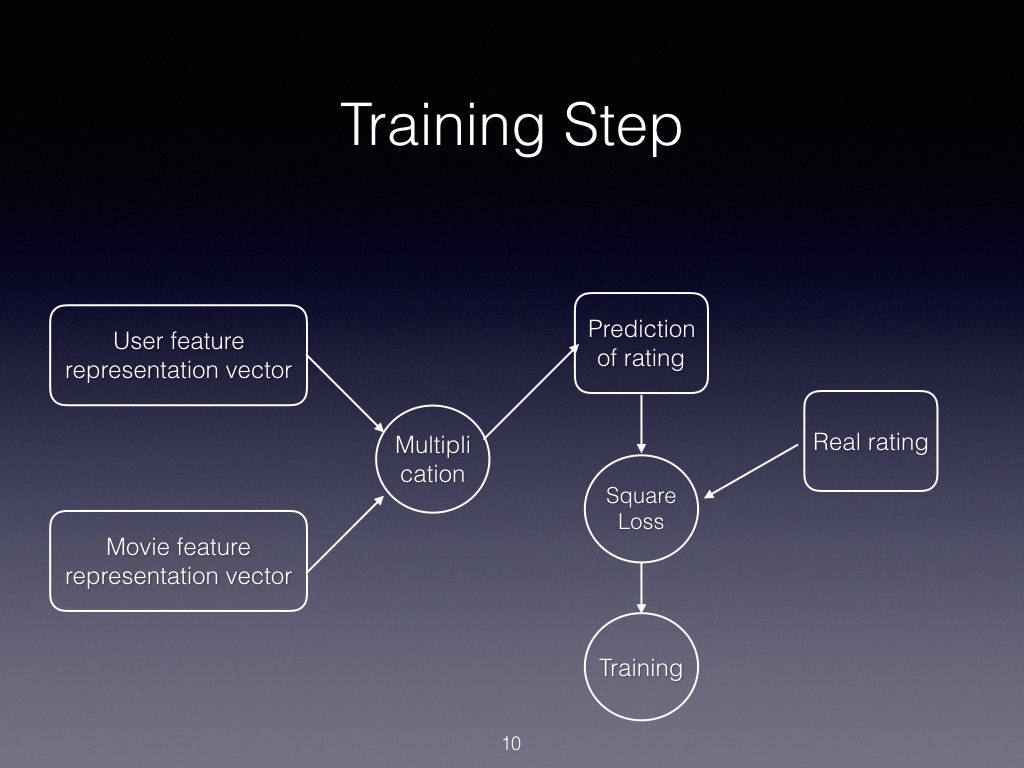 Training Step
User feature
representation vector
Movie feature
representation vector
Multipli
cation
Prediction
of rating
Real rating
Square
Loss
Training
10